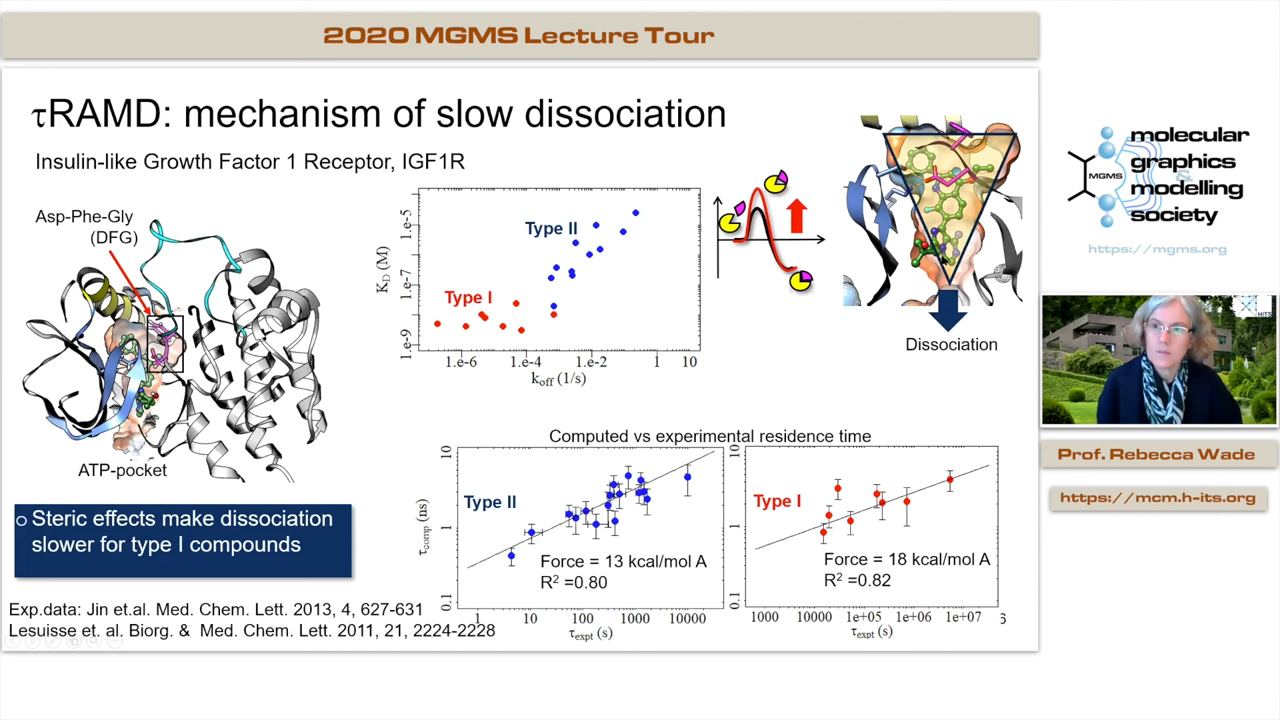 2020 MGMS Lecture Tour
τRAMD: mechanism of slow dissociation
Insulin-like Growth Factor 1 Receptor, IGF1R
Asp-Phe-Gly
(DFG)
ATP-pocket
Steric effects make dissociation
slower for type I compounds
K_D (M)
1.e-5
1.e-7
1.e-9
Type II
Type I
1.e-6 1.e-4 1.e-2 1 10
k_off (1/s)
Dissociation
Computed vs experimental residence time
τ_comp (ns)
10
1
0.1
Type II
Force = 13 kcal/mol A
R² =0.80
1 10 100 1000 10000
τ_expt (s)
10
1
0.1
Type I
Force = 18 kcal/mol A
R² =0.82
1000 10000 1e+05 1e+06 1e+07
τ_expt (s)
Exp.data: Jin et.al. Med. Chem. Lett. 2013, 4, 627-631
Lesuisse et. al. Biorg. & Med. Chem. Lett. 2011, 21, 2224-2228
MGMS
molecular
graphics
modelling
society
&
https://mgms.org
HITS
Prof. Rebecca Wade
https://mcm.h-its.org